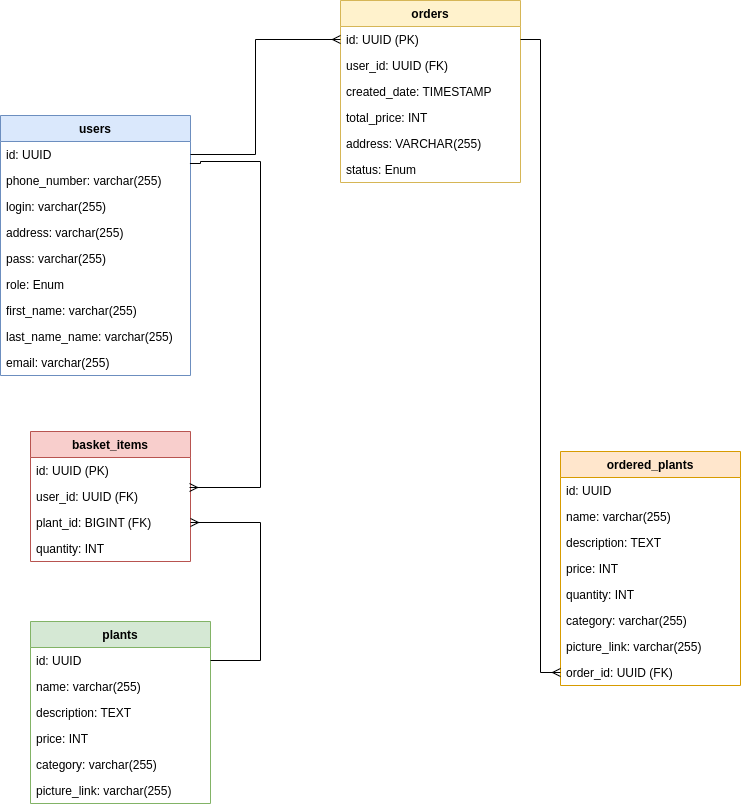 orders
id: UUID (PK)
user_id: UUID (FK)
created_date: TIMESTAMP
total_price: INT
address: VARCHAR(255)
status: Enum
users
id: UUID
phone_number: varchar(255)
login: varchar(255)
address: varchar(255)
pass: varchar(255)
role: Enum
first_name: varchar(255)
last_name_name: varchar(255)
email: varchar(255)
basket_items
id: UUID (PK)
user_id: UUID (FK)
plant_id: BIGINT (FK)
quantity: INT
ordered_plants
id: UUID
name: varchar(255)
description: TEXT
price: INT
quantity: INT
category: varchar(255)
picture_link: varchar(255)
order_id: UUID (FK)
plants
id: UUID
name: varchar(255)
description: TEXT
price: INT
category: varchar(255)
picture_link: varchar(255)